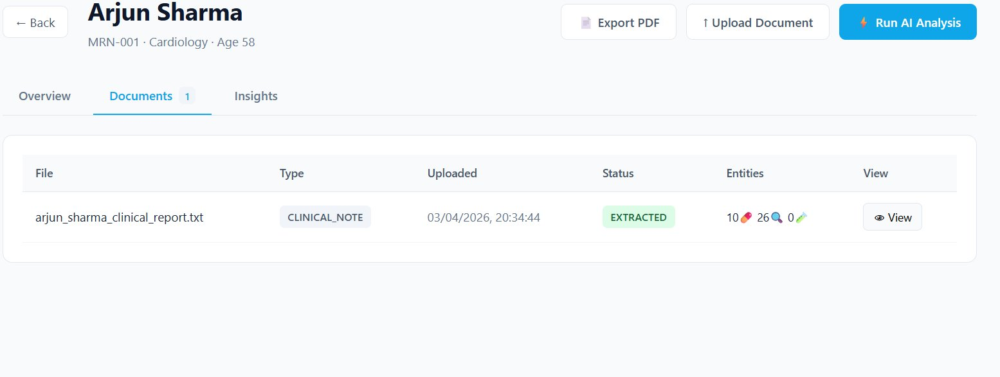 ← Back
Arjun Sharma
MRN-001 · Cardiology · Age 58
📄 Export PDF
↑ Upload Document
⚡ Run AI Analysis
Overview
Documents 1
Insights
File Type Uploaded Status Entities View
arjun_sharma_clinical_report.txt CLINICAL_NOTE 03/04/2026, 20:34:44 EXTRACTED 10💊 26🔍 0🧪 👁 View